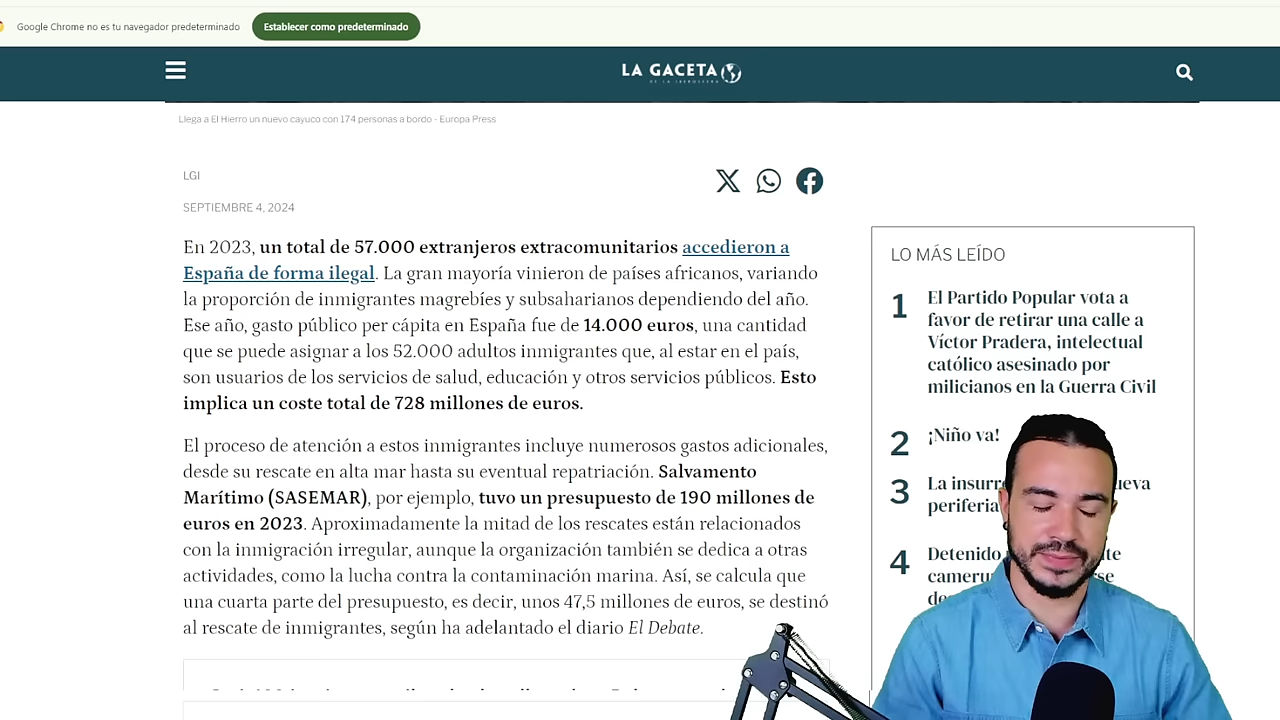 Google Chrome no es tu navegador predeterminado
Establecer como predeterminado
LA GACETA
DE LA IBEROSFERA
Llega a El Hierro un nuevo cayuco con 174 personas a bordo - Europa Press
LGI
SEPTIEMBRE 4, 2024
En 2023, un total de 57.000 extranjeros extracomunitarios accedieron a
España de forma ilegal. La gran mayoría vinieron de países africanos, variando
la proporción de inmigrantes magrebíes y subsaharianos dependiendo del año.
Ese año, gasto público per cápita en España fue de 14.000 euros, una cantidad
que se puede asignar a los 52.000 adultos inmigrantes que, al estar en el país,
son usuarios de los servicios de salud, educación y otros servicios públicos. Esto
implica un coste total de 728 millones de euros.
El proceso de atención a estos inmigrantes incluye numerosos gastos adicionales,
desde su rescate en alta mar hasta su eventual repatriación. Salvamento
Marítimo (SASEMAR), por ejemplo, tuvo un presupuesto de 190 millones de
euros en 2023. Aproximadamente la mitad de los rescates están relacionados
con la inmigración irregular, aunque la organización también se dedica a otras
actividades, como la lucha contra la contaminación marina. Así, se calcula que
una cuarta parte del presupuesto, es decir, unos 47,5 millones de euros, se destinó
al rescate de inmigrantes, según ha adelantado el diario El Debate.
LO MÁS LEÍDO
1 El Partido Popular vota a
favor de retirar una calle a
Víctor Pradera, intelectual
católico asesinado por
milicianos en la Guerra Civil
2 ¡Niño va!
3 La
periferia
4 Detenido